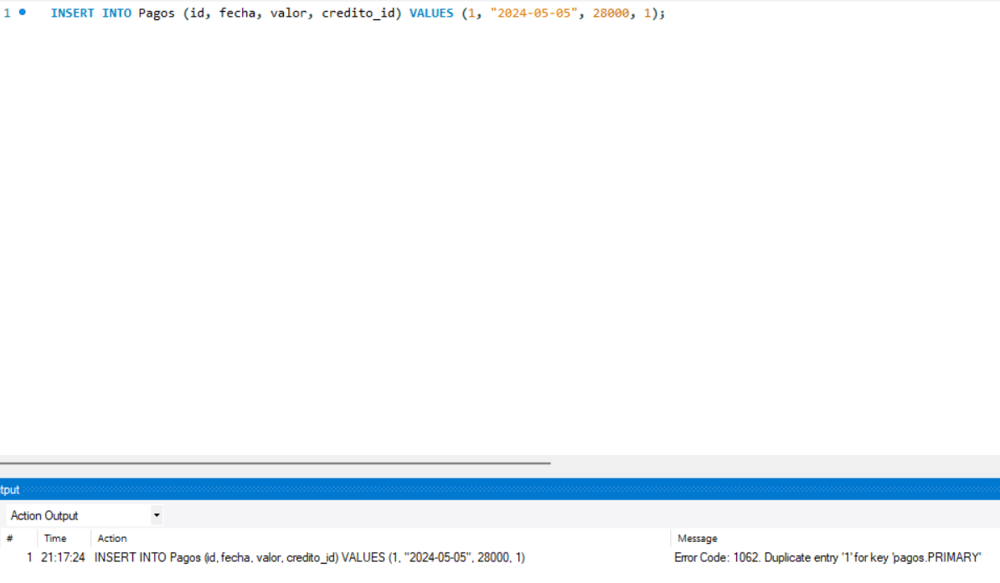 1 INSERT INTO Pagos (id, fecha, valor, credito_id) VALUES (1, "2024-05-05", 28000, 1);
tput
Action Output
# Time Action Message
1 21:17:24 INSERT INTO Pagos (id, fecha, valor, credito_id) VALUES (1, "2024-05-05", 28000, 1) Error Code: 1062. Duplicate entry '1' for key 'pagos.PRIMARY'